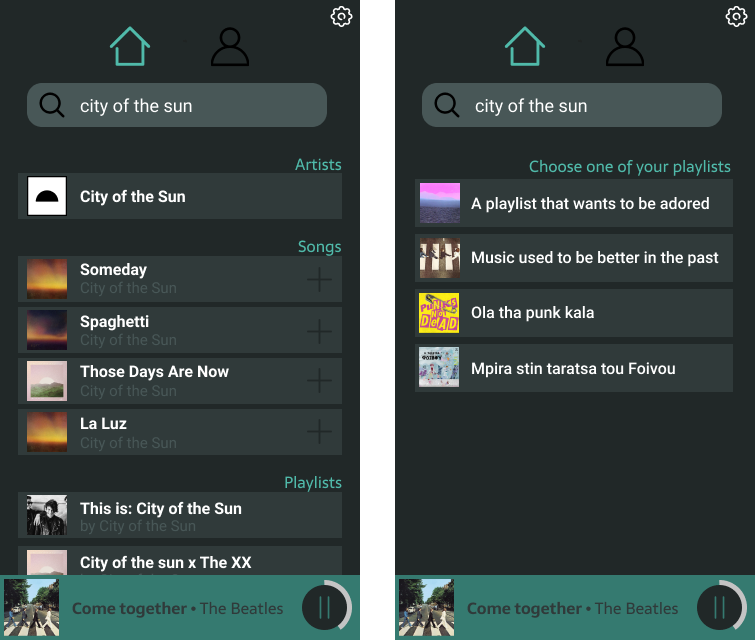 city of the sun
Artists
City of the Sun
Songs
Someday
City of the Sun
Spaghetti
City of the Sun
Those Days Are Now
City of the Sun
La Luz
City of the Sun
Playlists
This is: City of the Sun
by City of the Sun
City of the sun x The XX
Come together • The Beatles
city of the sun
Choose one of your playlists
A playlist that wants to be adored
Music used to be better in the past
PUNKS NOT DEAD
Ola tha punk kala
Mpira stin taratsa tou Foivou
Come together • The Beatles